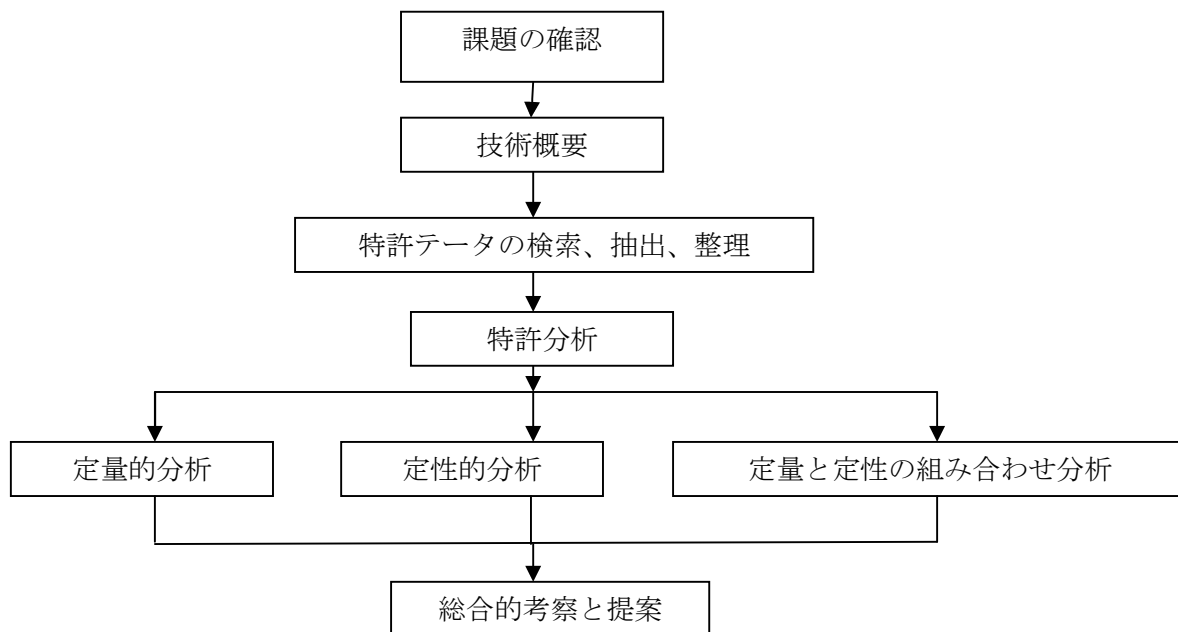 課題の確認
技術概要
特許テータの検索、抽出、整理
特許分析
定量的分析
定性的分析
定量と定性の組み合わせ分析
総合的考察と提案